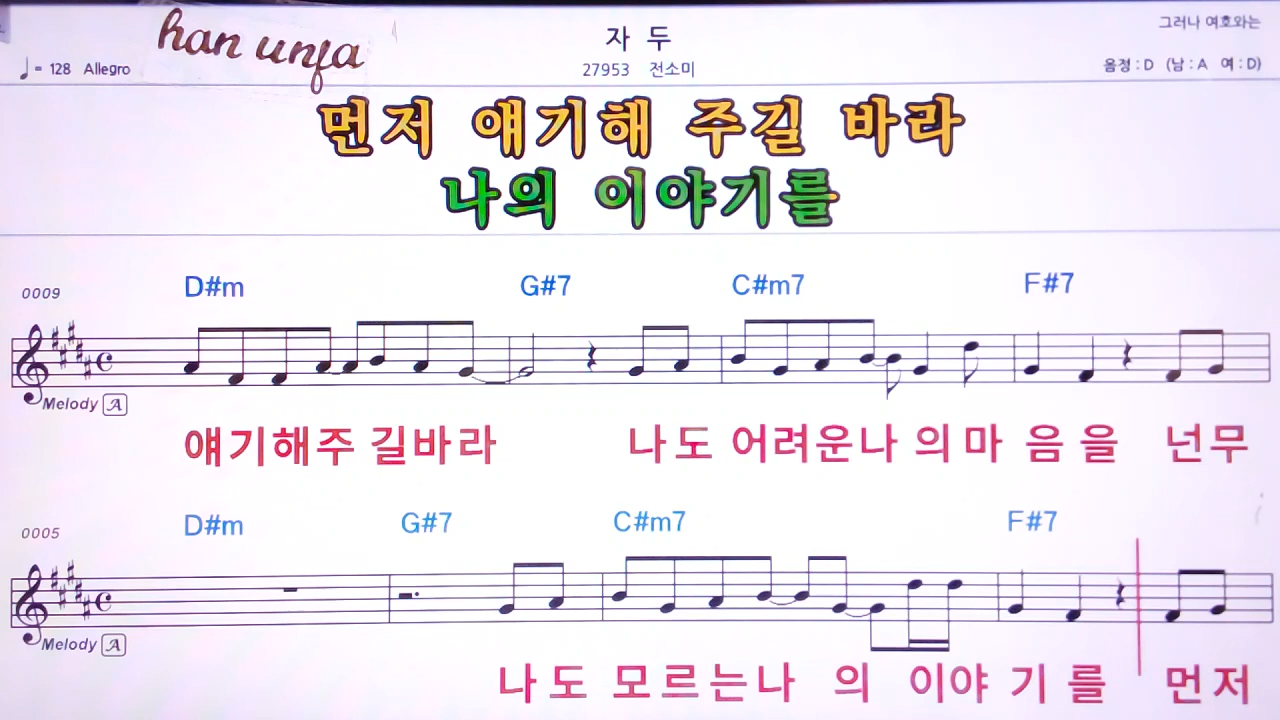 han unfa
자 두
그러나 여호와는
♩= 128 Allegro
27953 전소미
음정 : D (남 : A 여 : D)
먼저 얘기해 주길 바라
나의 이야기를
0009
D#m G#7 C#m7 F#7
Melody A
얘기해주 길바라 나도 어려운나 의마 음을 넌무
0005
D#m G#7 C#m7 F#7
Melody A
나도 모르는나 의 이야 기를 먼저